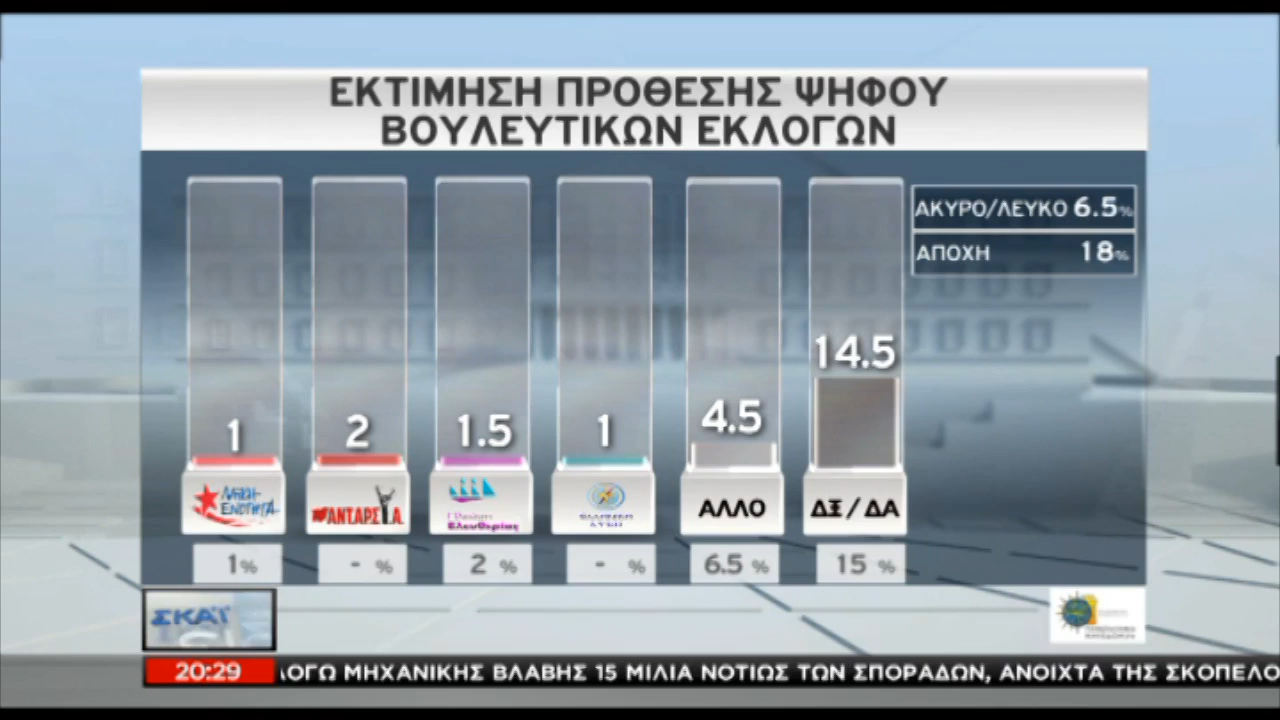 ΕΚΤΙΜΗΣΗ ΠΡΟΘΕΣΗΣ ΨΗΦΟΥ
ΒΟΥΛΕΥΤΙΚΩΝ ΕΚΛΟΓΩΝ
ΑΚΥΡΟ/ΛΕΥΚΟ 6.5%
ΑΠΟΧΗ 18%
1 2 1.5 1 4.5 14.5
ΛΑΪΚΗ ΕΝΟΤΗΤΑ
ΑΝΤΑΡΣΥΑ
Πλεύση Ελευθερίας
ΑΛΛΟ
ΔΞ/ΔΑ
1% - % 2 % - % 6.5 % 15 %
ΣΚΑΪ
20:29 ΛΟΓΩ ΜΗΧΑΝΙΚΗΣ ΒΛΑΒΗΣ 15 ΜΙΛΙΑ ΝΟΤΙΩΣ ΤΩΝ ΣΠΟΡΑΔΩΝ, ΑΝΟΙΧΤΑ ΤΗΣ ΣΚΟΠΕΛΟ